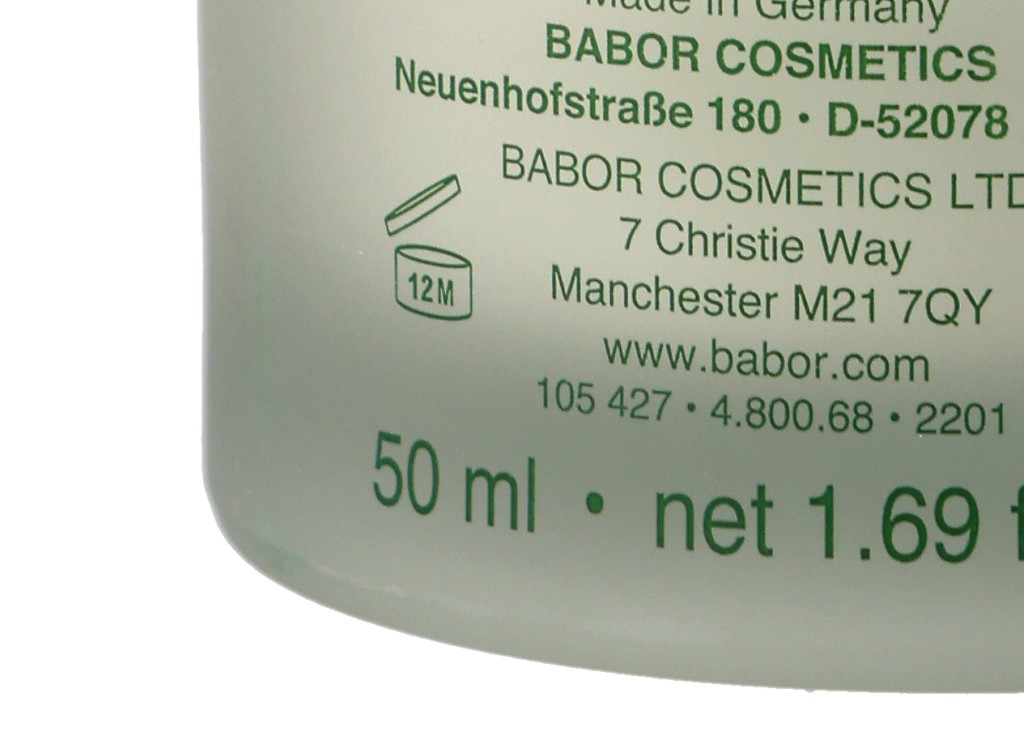 Made in Germany
BABOR COSMETICS
Neuenhofstraße 180 • D-52078
BABOR COSMETICS LTD
7 Christie Way
Manchester M21 7QY
12M
www.babor.com
105 427 • 4.800.68 • 2201
50 ml • net 1.69 f